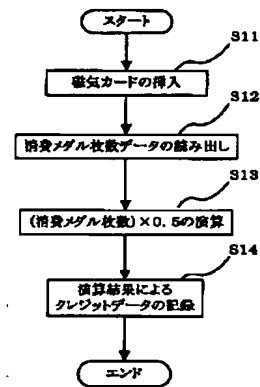 スタート
S11
磁気カードの挿入
S12
消費メダル枚数データの読み出し
S13
(消費メダル枚数)×0.5の演算
S14
演算結果による
クレジットデータの記録
エンド